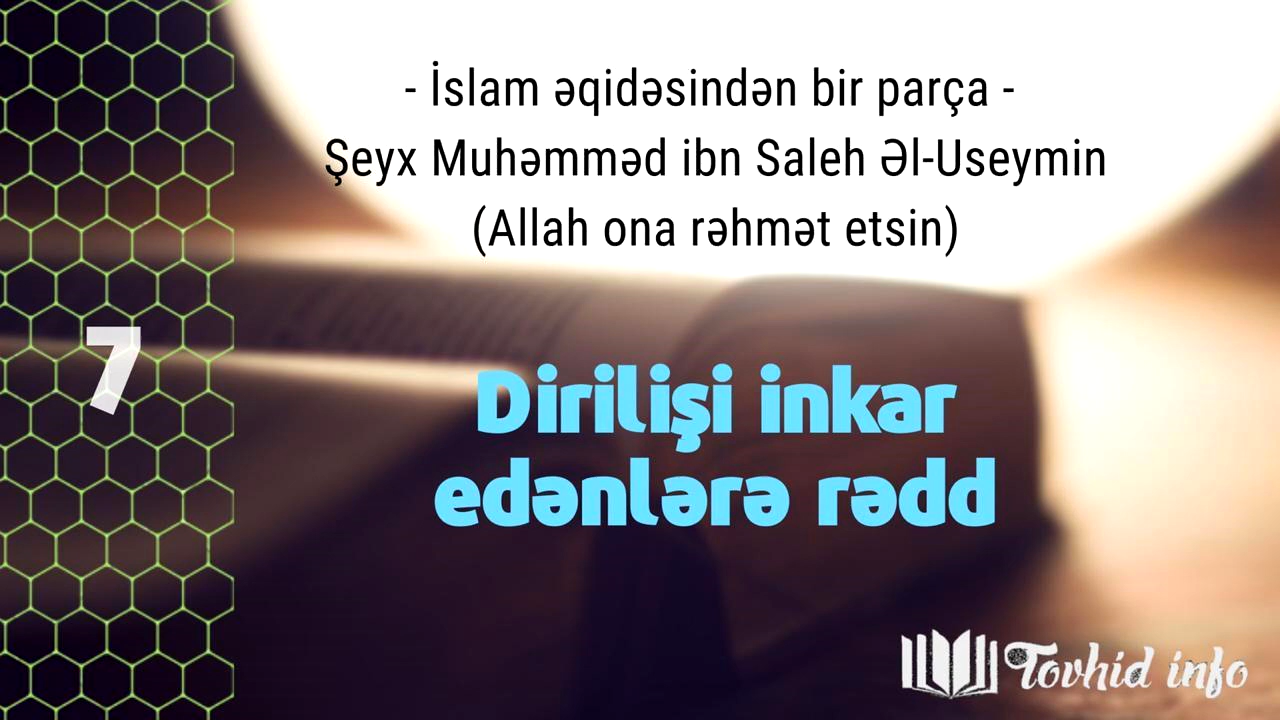 - İslam əqidəsindən bir parça -
Şeyx Muhəmməd ibn Saleh Əl-Useymin
(Allah ona rəhmət etsin)
7
Dirilişi inkar
edənlərə rədd
Tovhid info